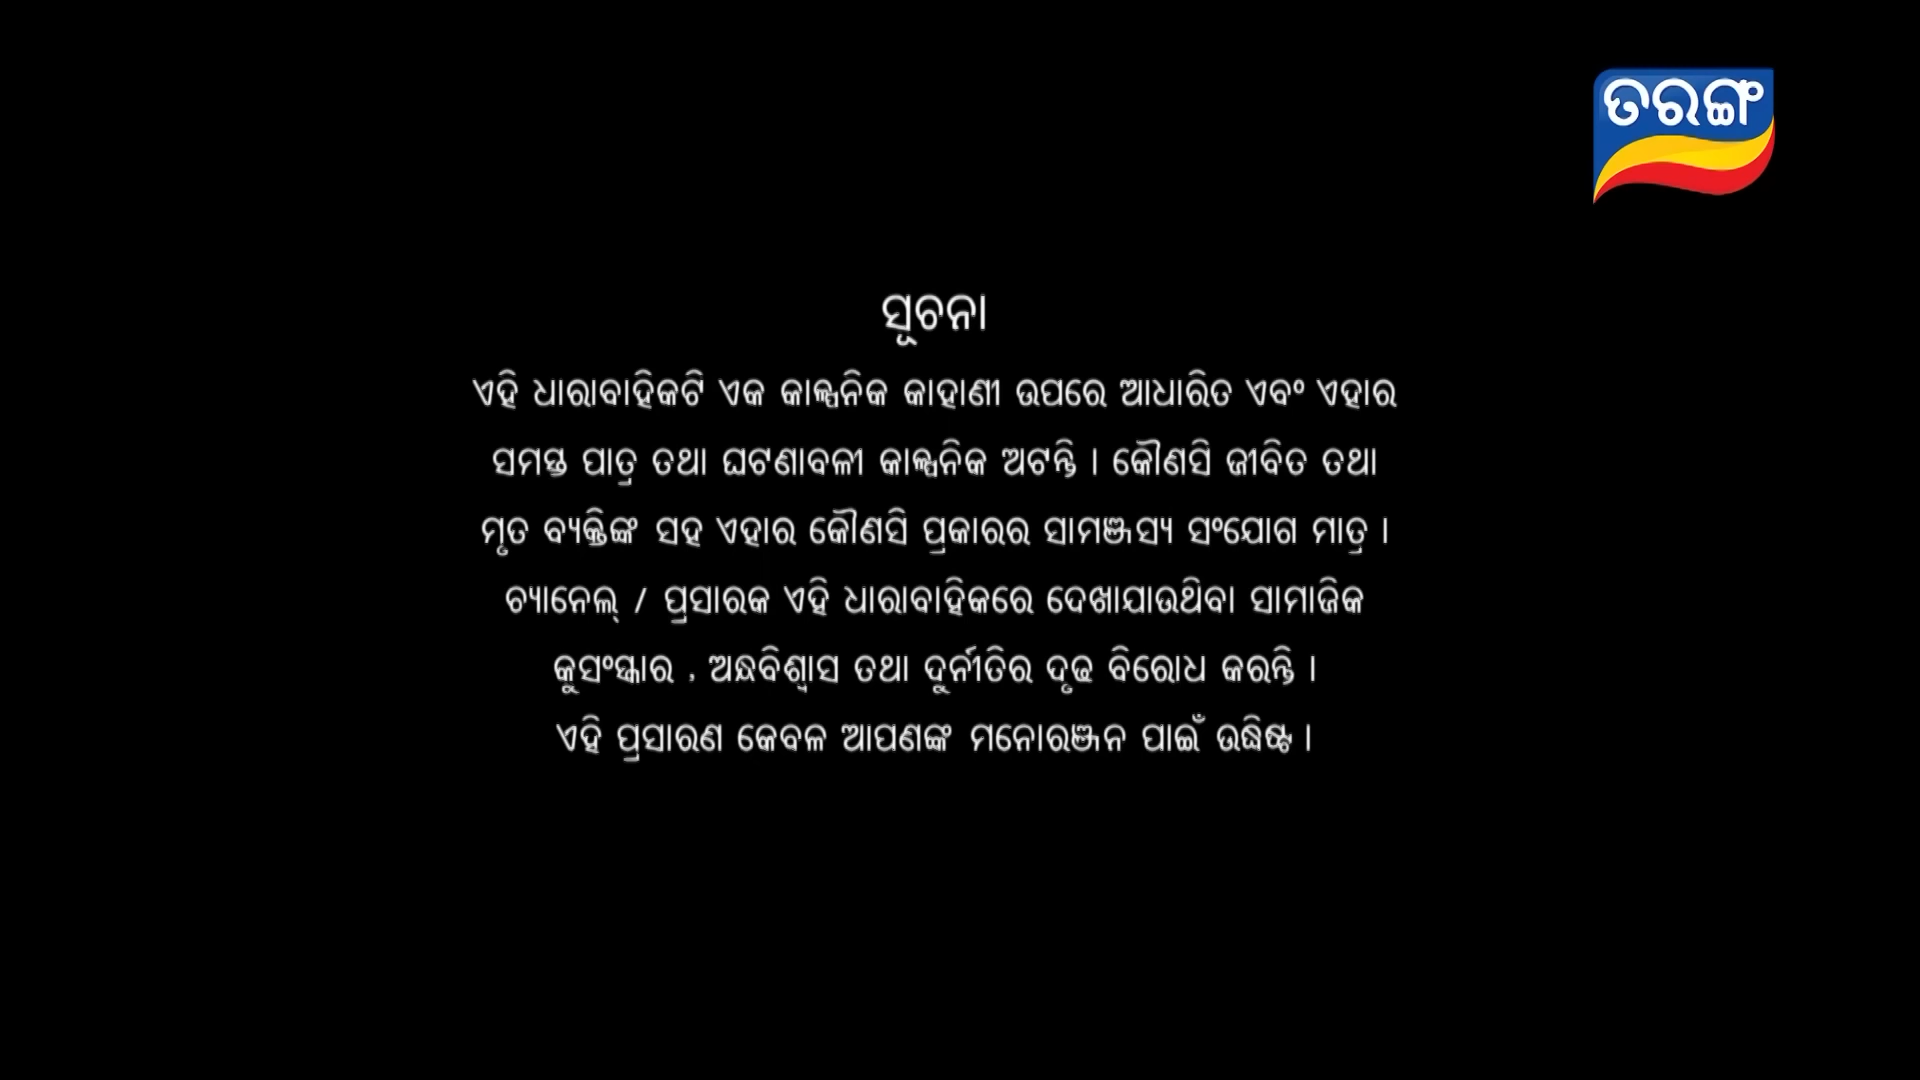 ତରଙ୍ଗ
ସୂଚନା
ଏହି ଧାରାବାହିକଟି ଏକ କାଳ୍ପନିକ କାହାଣୀ ଉପରେ ଆଧାରିତ ଏବଂ ଏହାର
ସମସ୍ତ ପାତ୍ର ତଥା ଘଟଣାବଳୀ କାଳ୍ପନିକ ଅଟନ୍ତି । କୌଣସି ଜୀବିତ ତଥା
ମୃତ ବ୍ୟକ୍ତିଙ୍କ ସହ ଏହାର କୌଣସି ପ୍ରକାରର ସାମଞ୍ଜସ୍ୟ ସଂଯୋଗ ମାତ୍ର ।
ଚ୍ୟାନେଲ୍ / ପ୍ରସାରକ ଏହି ଧାରାବାହିକରେ ଦେଖାଯାଉଥିବା ସାମାଜିକ
କୁସଂସ୍କାର , ଅନ୍ଧବିଶ୍ୱାସ ତଥା ଦୁର୍ନୀତିର ଦୃଢ ବିରୋଧ କରନ୍ତି ।
ଏହି ପ୍ରସାରଣ କେବଳ ଆପଣଙ୍କ ମନୋରଞ୍ଜନ ପାଇଁ ଉଦ୍ଧିଷ୍ଟ ।